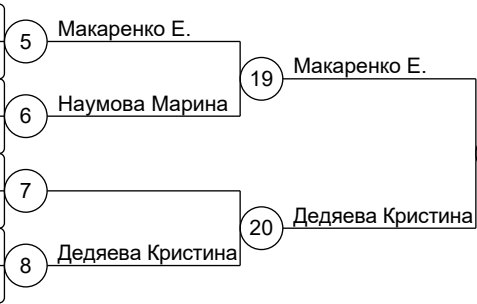 5 Макаренко Е.
19 Макаренко Е.
6 Наумова Марина
7
20 Дедяева Кристина
8 Дедяева Кристина